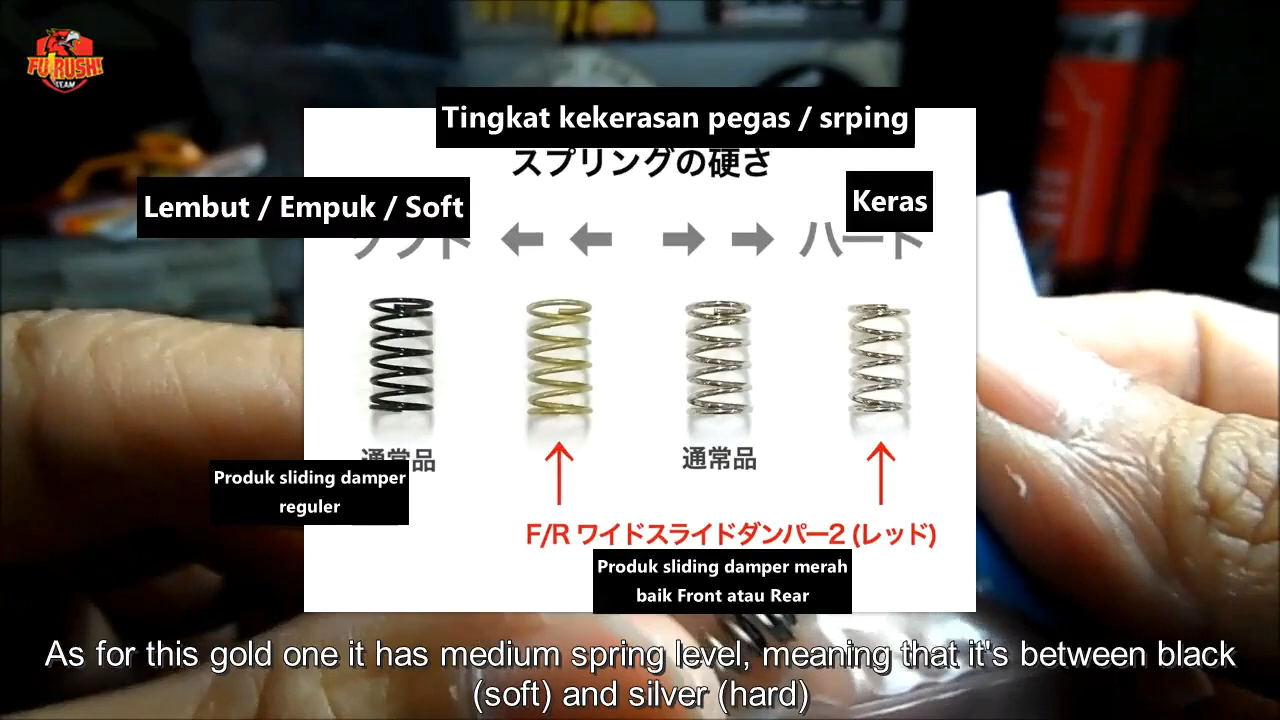 FU RUSH!
TEAM
Tingkat kekerasan pegas / srping
スプリングの硬さ
Lembut / Empuk / Soft
Keras
ソフト
ハード
通常品
通常品
Produk sliding damper
reguler
F/R ワイドスライドダンパー2 (レッド)
Produk sliding damper merah
baik Front atau Rear
As for this gold one it has medium spring level, meaning that it's between black
(soft) and silver (hard)